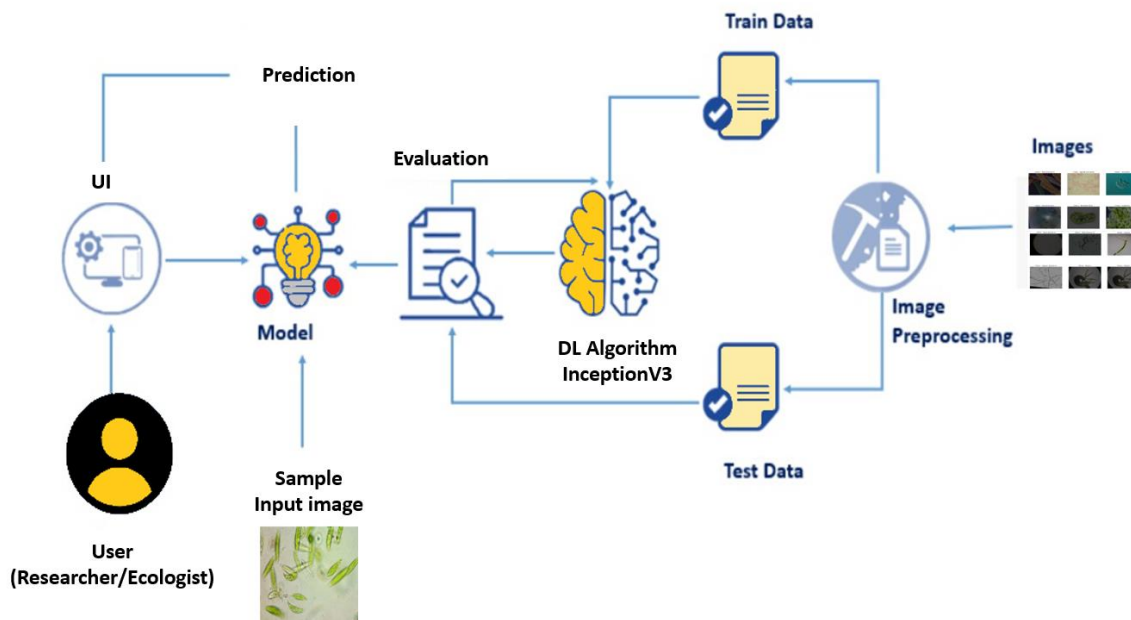 Train Data
Prediction
Images
Evaluation
UI
Model
DL Algorithm
InceptionV3
Image
Preprocessing
Test Data
Sample
Input image
User
(Researcher/Ecologist)